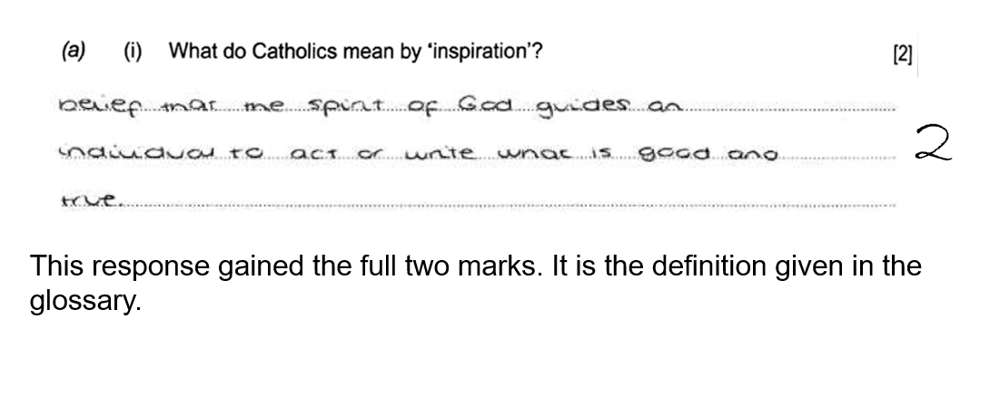 (a) (i) What do Catholics mean by 'inspiration'? [2]
belief that the spirit of God guides an
individual to act or write what is good and
2
true.
This response gained the full two marks. It is the definition given in the
glossary.